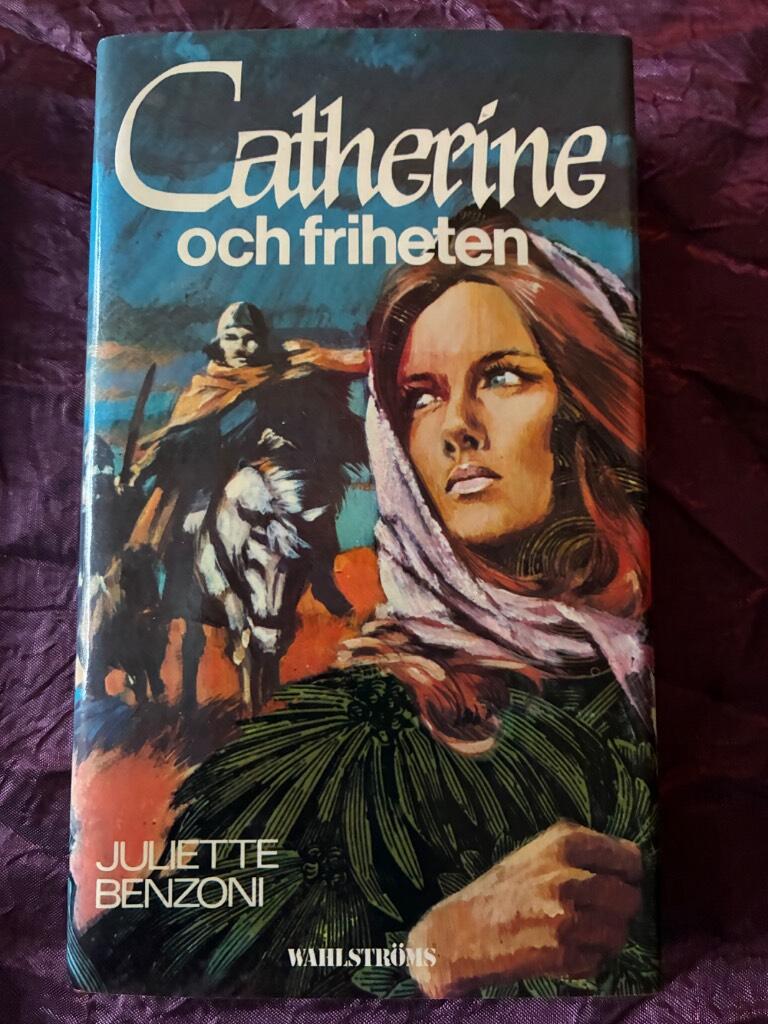 Catherine
och friheten
JULIETTE
BENZONI
WAHLSTRÖMS